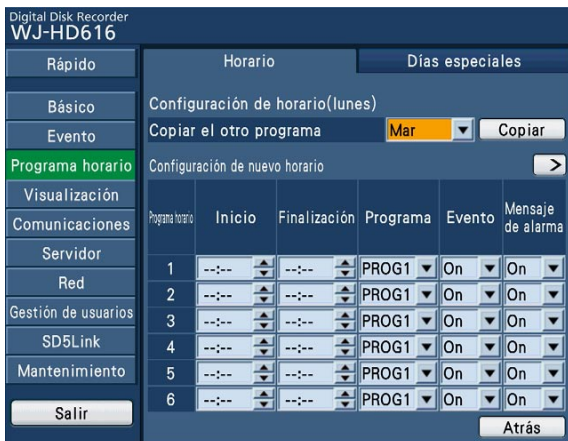 Digital Disk Recorder
WJ-HD616
Rápido
Básico
Evento
Programa horario
Visualización
Comunicaciones
Servidor
Red
Gestión de usuarios
SD5Link
Mantenimiento
Salir
Horario Días especiales
Configuración de horario(lunes)
Copiar el otro programa Mar Copiar
Configuración de nuevo horario >
Programa horario Inicio Finalización Programa Evento Mensaje de alarma
1 --:-- --:-- PROG1 On On
2 --:-- --:-- PROG1 On On
3 --:-- --:-- PROG1 On On
4 --:-- --:-- PROG1 On On
5 --:-- --:-- PROG1 On On
6 --:-- --:-- PROG1 On On
Atrás